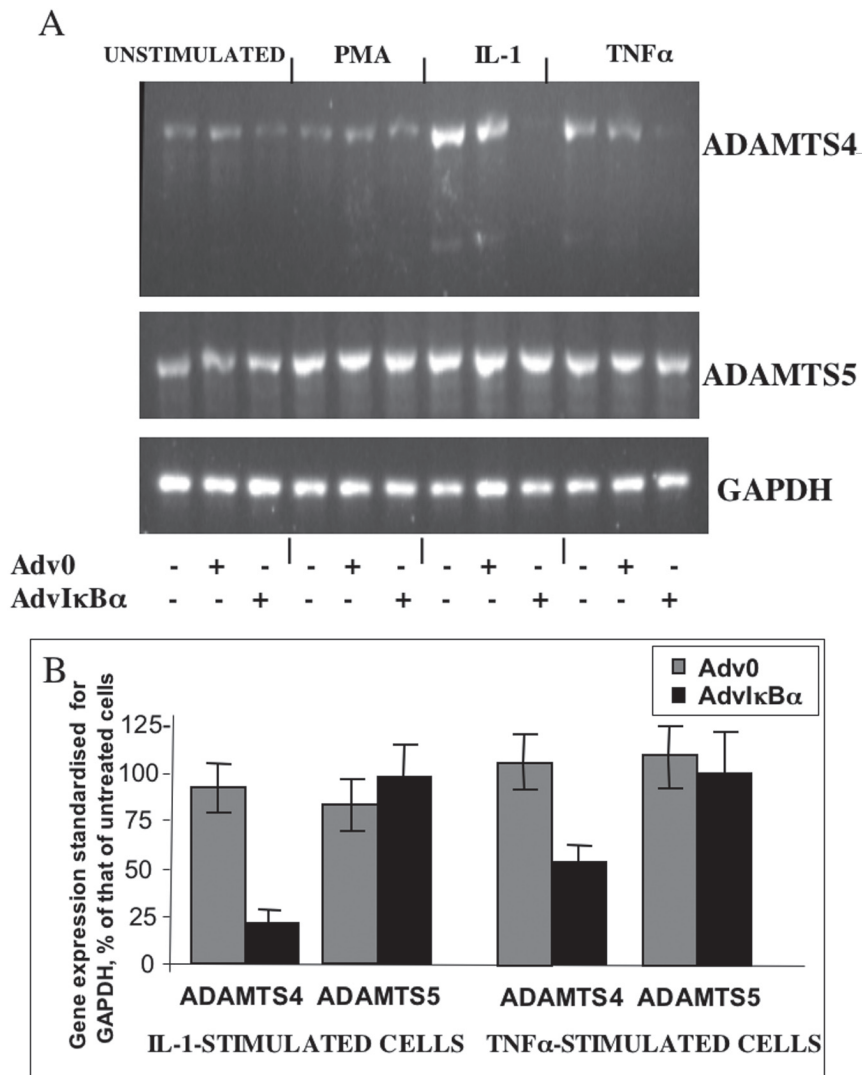 A
UNSTIMULATED PMA IL-1 TNFα
ADAMTS4
ADAMTS5
GAPDH
Adv0 - + - - + - - + - - + -
AdvIκBα - - + - - + - - + - - +
B
Gene expression standardised for
GAPDH, % of that of untreated cells
Adv0
AdvIκBα
125
100
75
50
25
0
ADAMTS4 ADAMTS5 ADAMTS4 ADAMTS5
IL-1-STIMULATED CELLS TNFα-STIMULATED CELLS